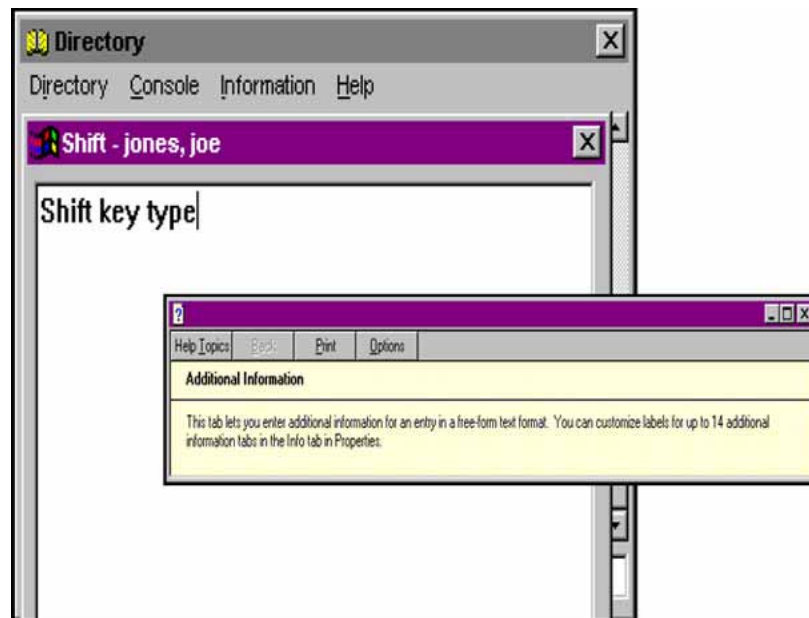 Directory
Directory Console Information Help
Shift - jones, joe
Shift key type
?
Help Topics Back Print Options
Additional Information
This tab lets you enter additional information for an entry in a free-form text format. You can customize labels for up to 14 additional
information tabs in the Info tab in Properties.